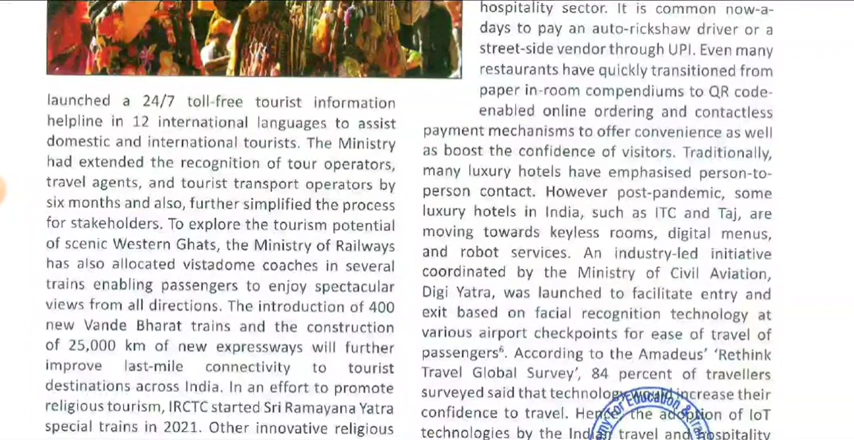 launched a 24/7 toll-free tourist information
helpline in 12 international languages to assist
domestic and international tourists. The Ministry
had extended the recognition of tour operators,
travel agents, and tourist transport operators by
six months and also, further simplified the process
for stakeholders. To explore the tourism potential
of scenic Western Ghats, the Ministry of Railways
has also allocated vistadome coaches in several
trains enabling passengers to enjoy spectacular
views from all directions. The introduction of 400
new Vande Bharat trains and the construction
of 25,000 km of new expressways will further
improve last-mile connectivity to tourist
destinations across India. In an effort to promote
religious tourism, IRCTC started Sri Ramayana Yatra
special trains in 2021. Other innovative religious
hospitality sector. It is common now-a-
days to pay an auto-rickshaw driver or a
street-side vendor through UPI. Even many
restaurants have quickly transitioned from
paper in-room compendiums to QR code-
enabled online ordering and contactless
payment mechanisms to offer convenience as well
as boost the confidence of visitors. Traditionally,
many luxury hotels have emphasised person-to-
person contact. However post-pandemic, some
luxury hotels in India, such as ITC and Taj, are
moving towards keyless rooms, digital menus,
and robot services. An industry-led initiative
coordinated by the Ministry of Civil Aviation,
Digi Yatra, was launched to facilitate entry and
exit based on facial recognition technology at
various airport checkpoints for ease of travel of
passengers⁶. According to the Amadeus' 'Rethink
Travel Global Survey', 84 percent of travellers
surveyed said that technology would increase their
confidence to travel. Hence, the adoption of IoT
technologies by the Indian travel and hospitality
for Education &